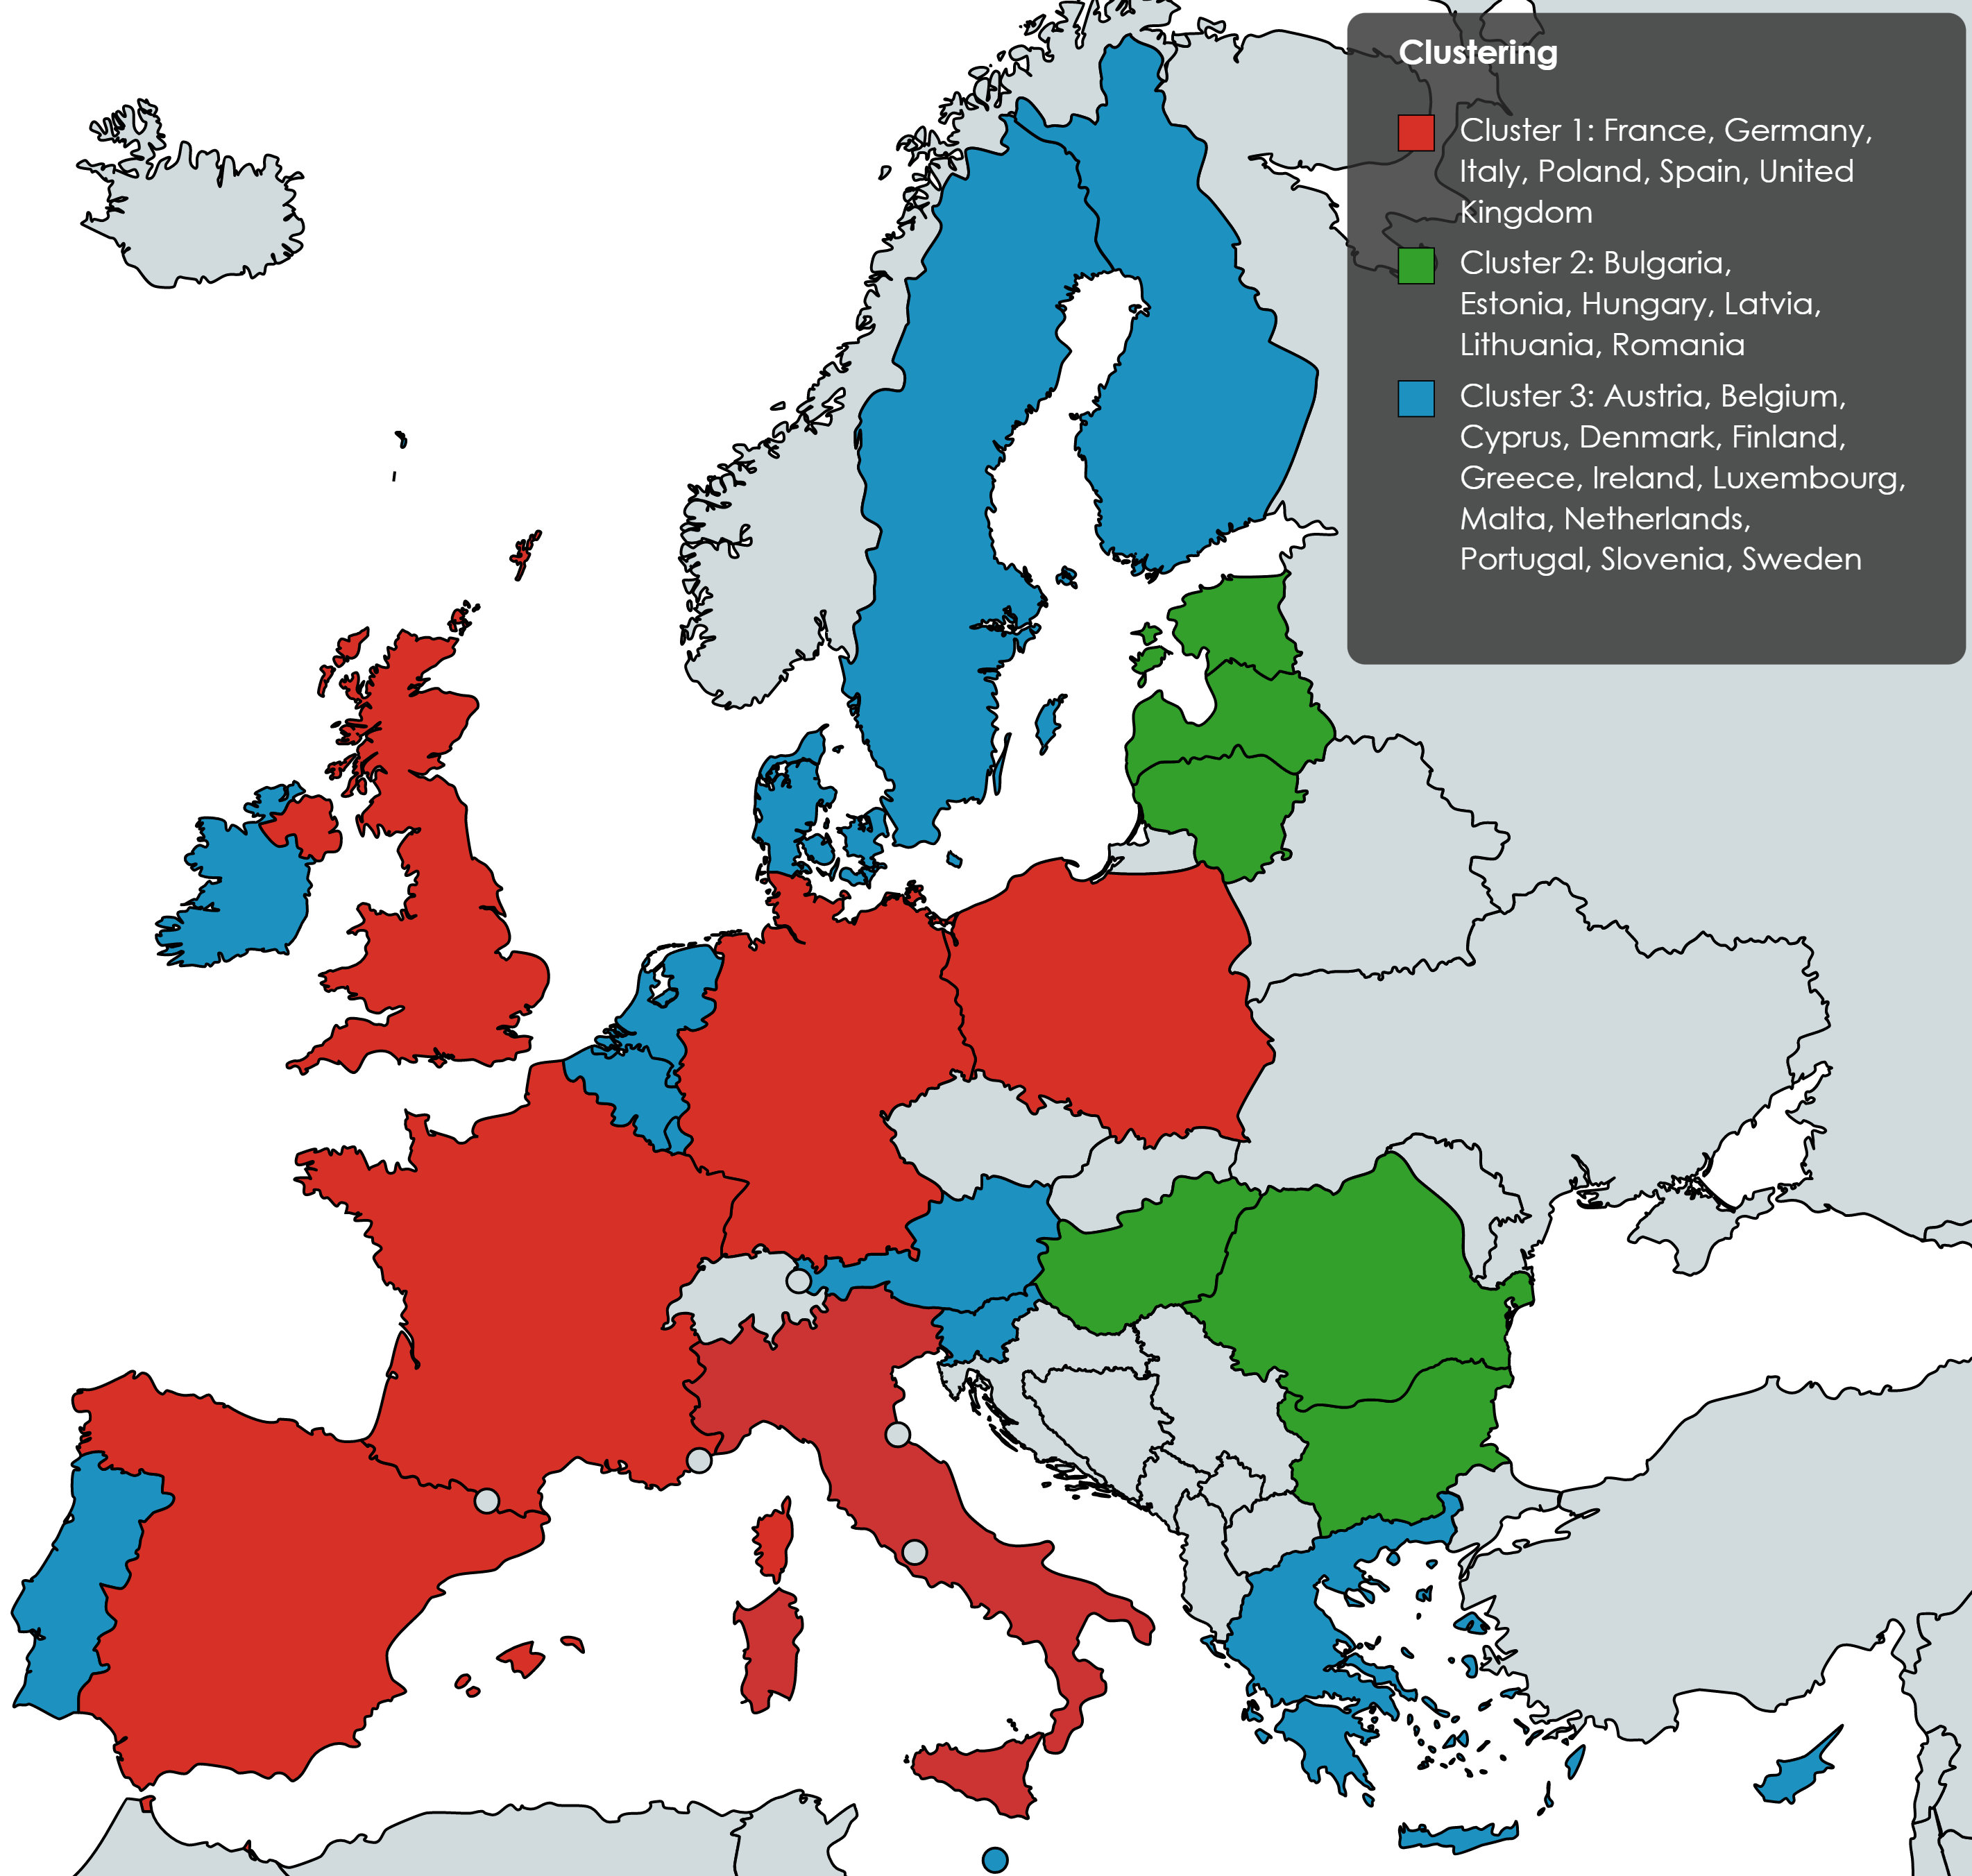 Clustering
Cluster 1: France, Germany,
Italy, Poland, Spain, United
Kingdom
Cluster 2: Bulgaria,
Estonia, Hungary, Latvia,
Lithuania, Romania
Cluster 3: Austria, Belgium,
Cyprus, Denmark, Finland,
Greece, Ireland, Luxembourg,
Malta, Netherlands,
Portugal, Slovenia, Sweden